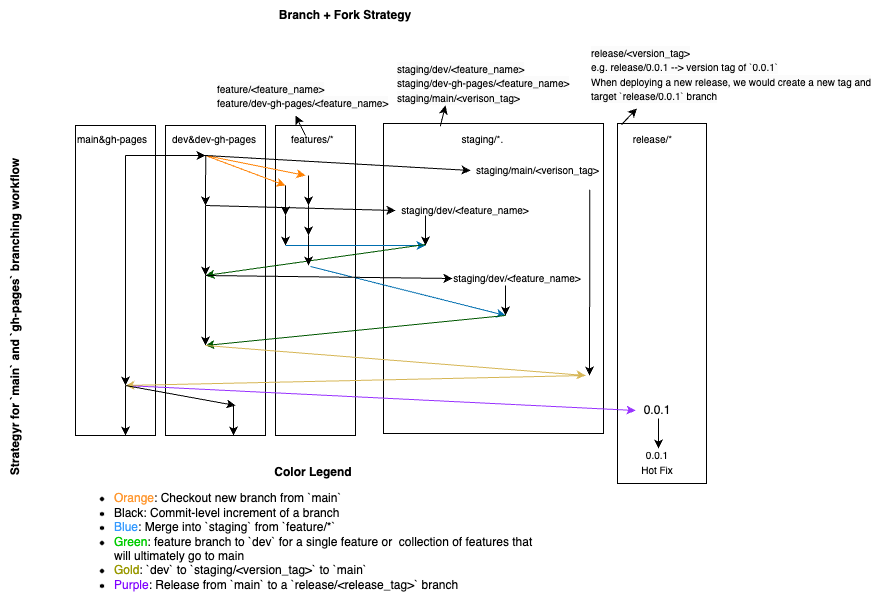 Branch + Fork Strategy
release/<version_tag>
e.g. release/0.0.1 --> version tag of `0.0.1`
When deploying a new release, we would create a new tag and
target `release/0.0.1` branch
staging/dev/<feature_name>
staging/dev-gh-pages/<feature_name>
staging/main/<verison_tag>
feature/<feature_name>
feature/dev-gh-pages/<feature_name>
main&gh-pages
dev&dev-gh-pages
features/*
staging/*.
release/*
staging/main/<verison_tag>
staging/dev/<feature_name>
staging/dev/<feature_name>
0.0.1
0.0.1
Hot Fix
Strategyr for `main` and `gh-pages` branching workflow
Color Legend
• Orange: Checkout new branch from `main`
• Black: Commit-level increment of a branch
• Blue: Merge into `staging` from `feature/*`
• Green: feature branch to `dev` for a single feature or collection of features that
will ultimately go to main
• Gold: `dev` to `staging/<version_tag>` to `main`
• Purple: Release from `main` to a `release/<release_tag>` branch